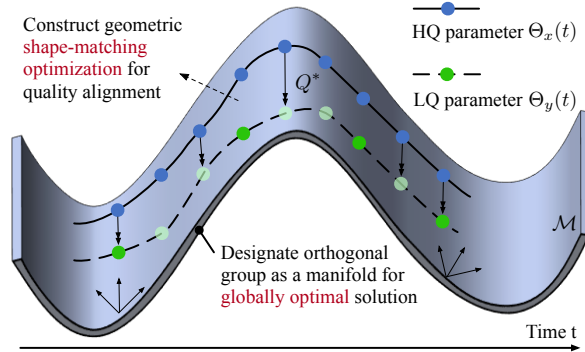 Construct geometric
shape-matching
optimization for
quality alignment
HQ parameter Θₓ(t)
Q*
LQ parameter Θ_y(t)
ℳ
Designate orthogonal
group as a manifold for
globally optimal solution
Time t